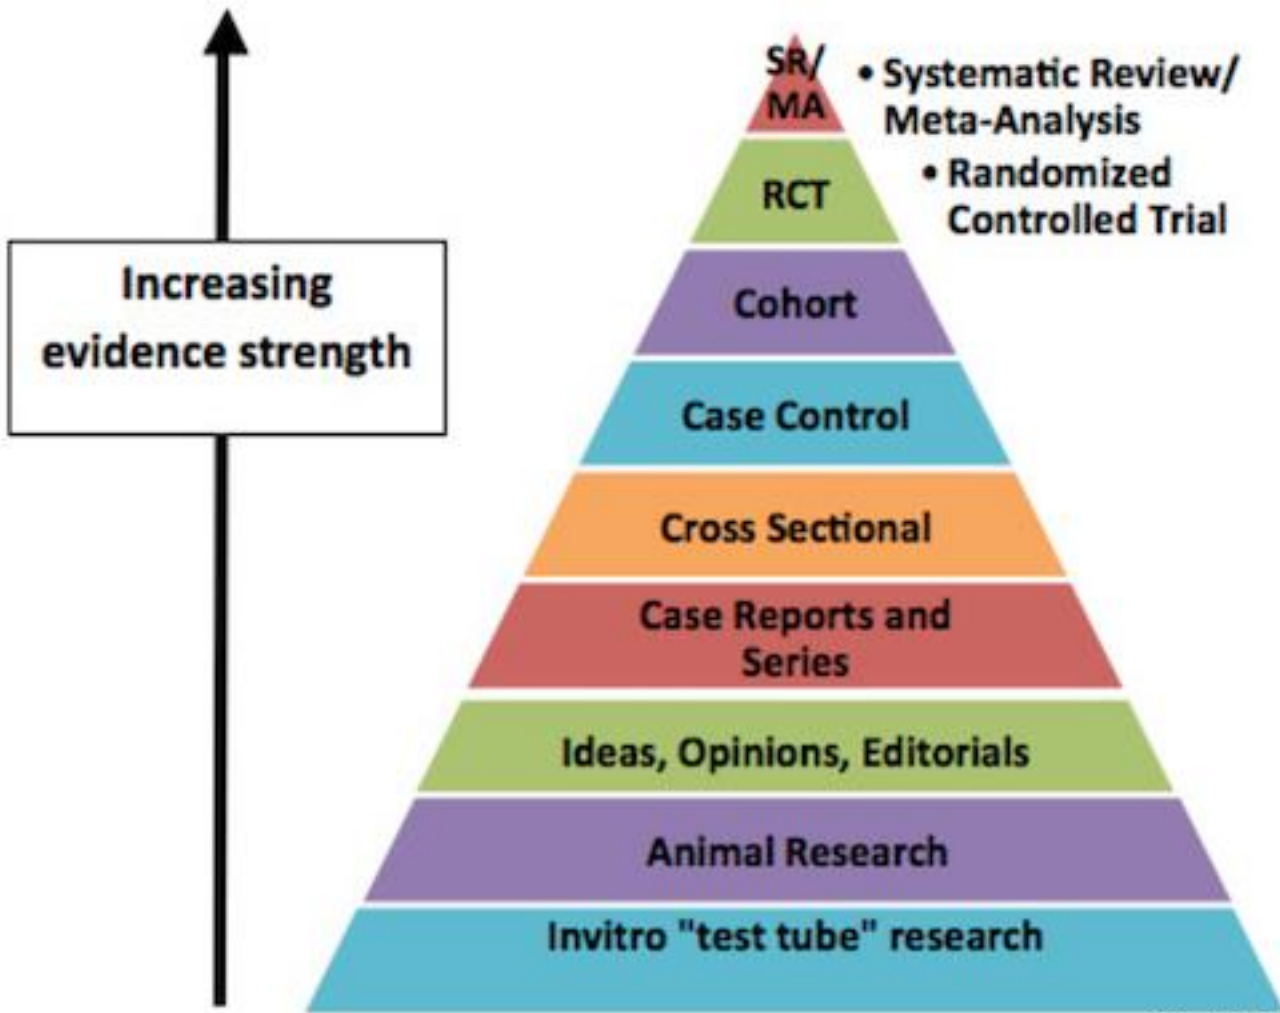 SR/
MA
• Systematic Review/
Meta-Analysis
RCT
• Randomized
Controlled Trial
Increasing
evidence strength
Cohort
Case Control
Cross Sectional
Case Reports and
Series
Ideas, Opinions, Editorials
Animal Research
Invitro "test tube" research